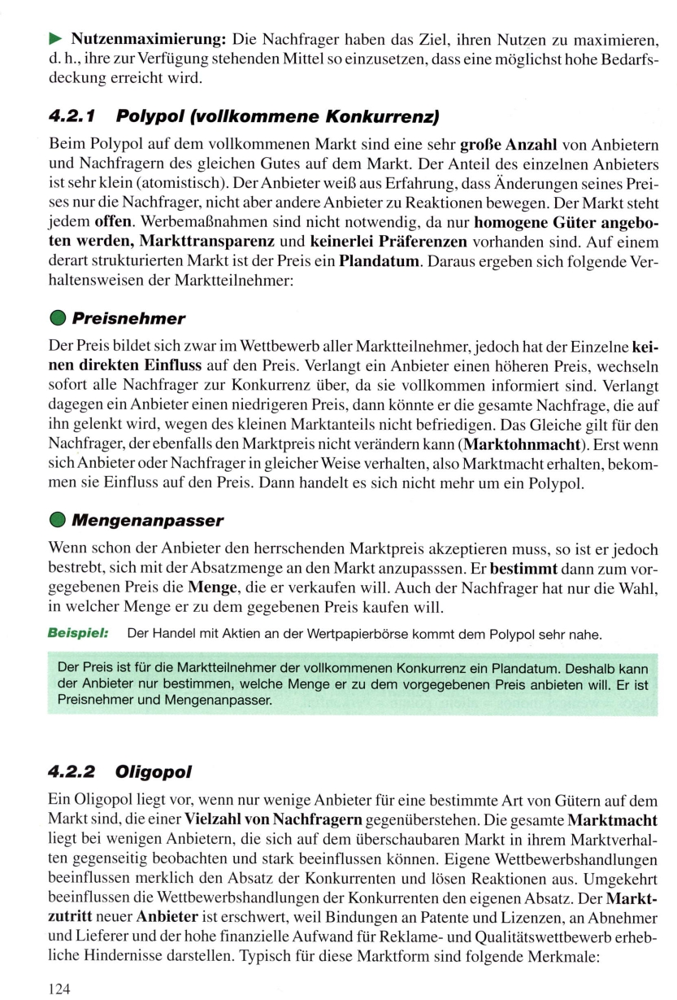 ▶ Nutzenmaximierung: Die Nachfrager haben das Ziel, ihren Nutzen zu maximieren,
d. h., ihre zur Verfügung stehenden Mittel so einzusetzen, dass eine möglichst hohe Bedarfs-
deckung erreicht wird.
4.2.1 Polypol (vollkommene Konkurrenz)
Beim Polypol auf dem vollkommenen Markt sind eine sehr große Anzahl von Anbietern
und Nachfragern des gleichen Gutes auf dem Markt. Der Anteil des einzelnen Anbieters
ist sehr klein (atomistisch). Der Anbieter weiß aus Erfahrung, dass Änderungen seines Prei-
ses nur die Nachfrager, nicht aber andere Anbieter zu Reaktionen bewegen. Der Markt steht
jedem offen. Werbemaßnahmen sind nicht notwendig, da nur homogene Güter angebo-
ten werden, Markttransparenz und keinerlei Präferenzen vorhanden sind. Auf einem
derart strukturierten Markt ist der Preis ein Plandatum. Daraus ergeben sich folgende Ver-
haltensweisen der Marktteilnehmer:
● Preisnehmer
Der Preis bildet sich zwar im Wettbewerb aller Marktteilnehmer, jedoch hat der Einzelne kei-
nen direkten Einfluss auf den Preis. Verlangt ein Anbieter einen höheren Preis, wechseln
sofort alle Nachfrager zur Konkurrenz über, da sie vollkommen informiert sind. Verlangt
dagegen ein Anbieter einen niedrigeren Preis, dann könnte er die gesamte Nachfrage, die auf
ihn gelenkt wird, wegen des kleinen Marktanteils nicht befriedigen. Das Gleiche gilt für den
Nachfrager, der ebenfalls den Marktpreis nicht verändern kann (Marktohnmacht). Erst wenn
sich Anbieter oder Nachfrager in gleicher Weise verhalten, also Marktmacht erhalten, bekom-
men sie Einfluss auf den Preis. Dann handelt es sich nicht mehr um ein Polypol.
● Mengenanpasser
Wenn schon der Anbieter den herrschenden Marktpreis akzeptieren muss, so ist er jedoch
bestrebt, sich mit der Absatzmenge an den Markt anzupasssen. Er bestimmt dann zum vor-
gegebenen Preis die Menge, die er verkaufen will. Auch der Nachfrager hat nur die Wahl,
in welcher Menge er zu dem gegebenen Preis kaufen will.
Beispiel: Der Handel mit Aktien an der Wertpapierbörse kommt dem Polypol sehr nahe.
Der Preis ist für die Marktteilnehmer der vollkommenen Konkurrenz ein Plandatum. Deshalb kann
der Anbieter nur bestimmen, welche Menge er zu dem vorgegebenen Preis anbieten will. Er ist
Preisnehmer und Mengenanpasser.
4.2.2 Oligopol
Ein Oligopol liegt vor, wenn nur wenige Anbieter für eine bestimmte Art von Gütern auf dem
Markt sind, die einer Vielzahl von Nachfragern gegenüberstehen. Die gesamte Marktmacht
liegt bei wenigen Anbietern, die sich auf dem überschaubaren Markt in ihrem Marktverhal-
ten gegenseitig beobachten und stark beeinflussen können. Eigene Wettbewerbshandlungen
beeinflussen merklich den Absatz der Konkurrenten und lösen Reaktionen aus. Umgekehrt
beeinflussen die Wettbewerbshandlungen der Konkurrenten den eigenen Absatz. Der Markt-
zutritt neuer Anbieter ist erschwert, weil Bindungen an Patente und Lizenzen, an Abnehmer
und Lieferer und der hohe finanzielle Aufwand für Reklame- und Qualitätswettbewerb erheb-
liche Hindernisse darstellen. Typisch für diese Marktform sind folgende Merkmale:
124